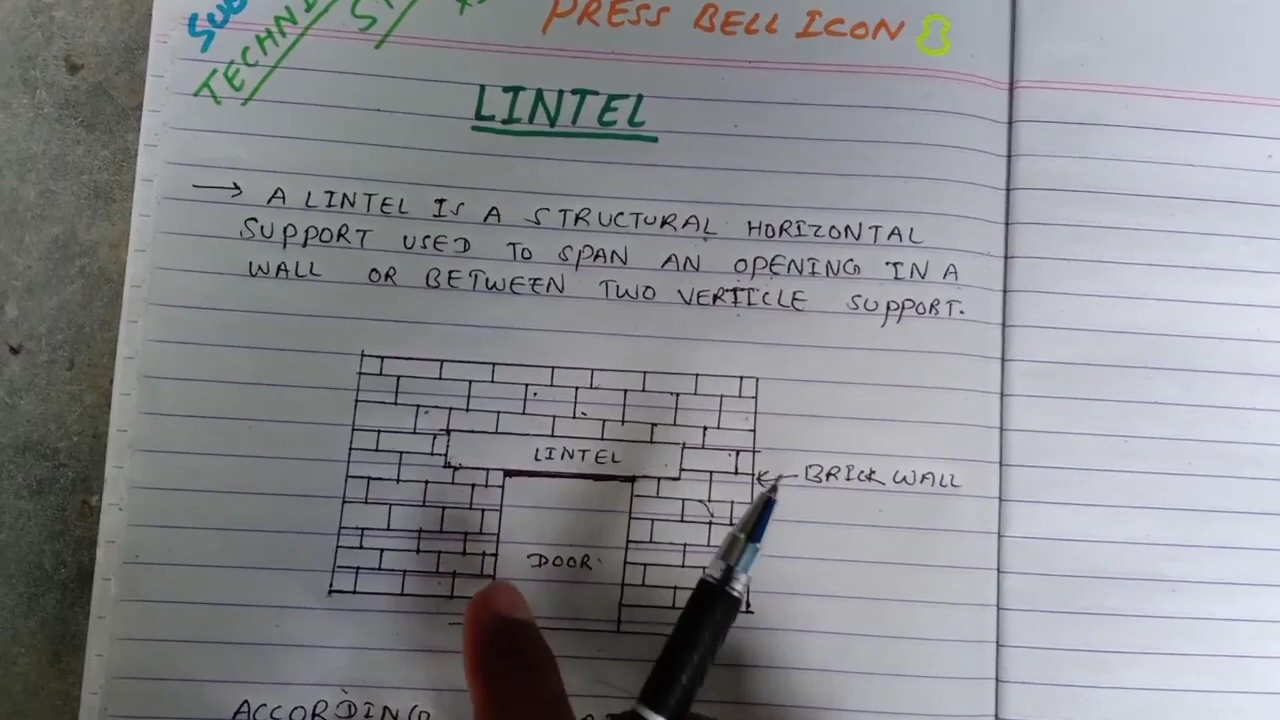 PRESS BELL ICON
TECHNI
LINTEL
→ A LINTEL IS A STRUCTURAL HORIZONTAL
SUPPORT USED TO SPAN AN OPENING IN A
WALL OR BETWEEN TWO VERTICLE SUPPORT.
LINTEL
BRICK WALL
DOOR
ACCORDING